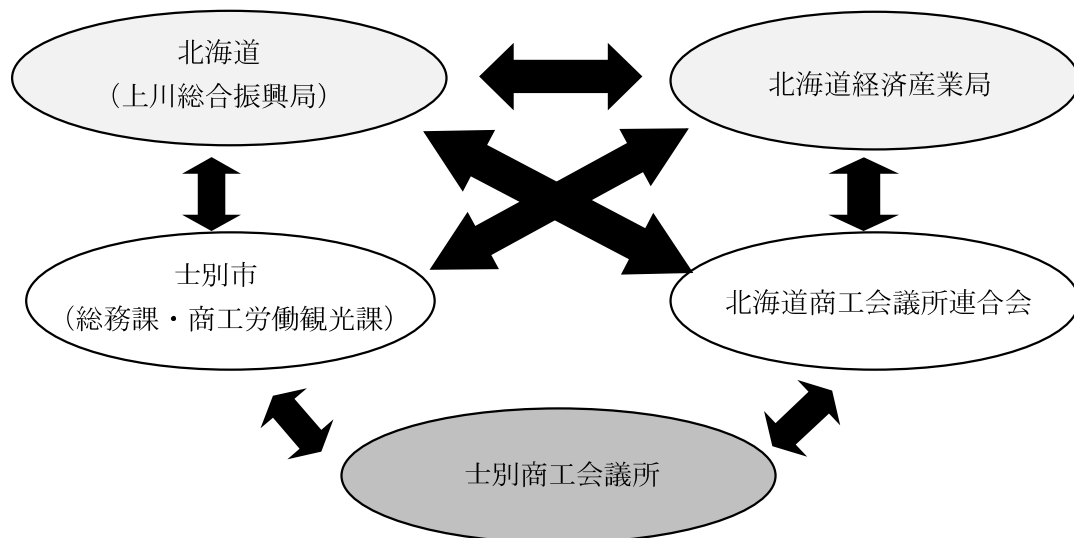 北海道
（上川総合振興局）
北海道経済産業局
士別市
（総務課・商工労働観光課）
北海道商工会議所連合会
士別商工会議所